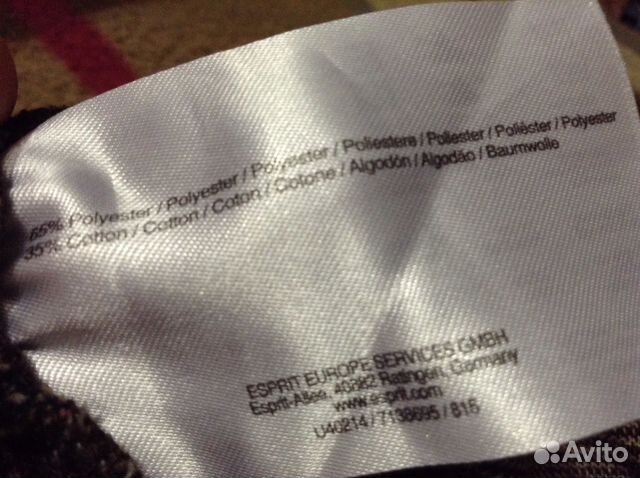 65% Polyester / Polyester / Polyester / Poliestere / Poliester / Poliéster / Polyester
35% Cotton / Cotton / Coton / Cotone / Algodón / Algodão / Baumwolle
ESPRIT EUROPE SERVICES GMBH
Esprit-Allee, 40882 Ratingen, Germany
www.esprit.com
U40214 / 7138695 / 815
Avito